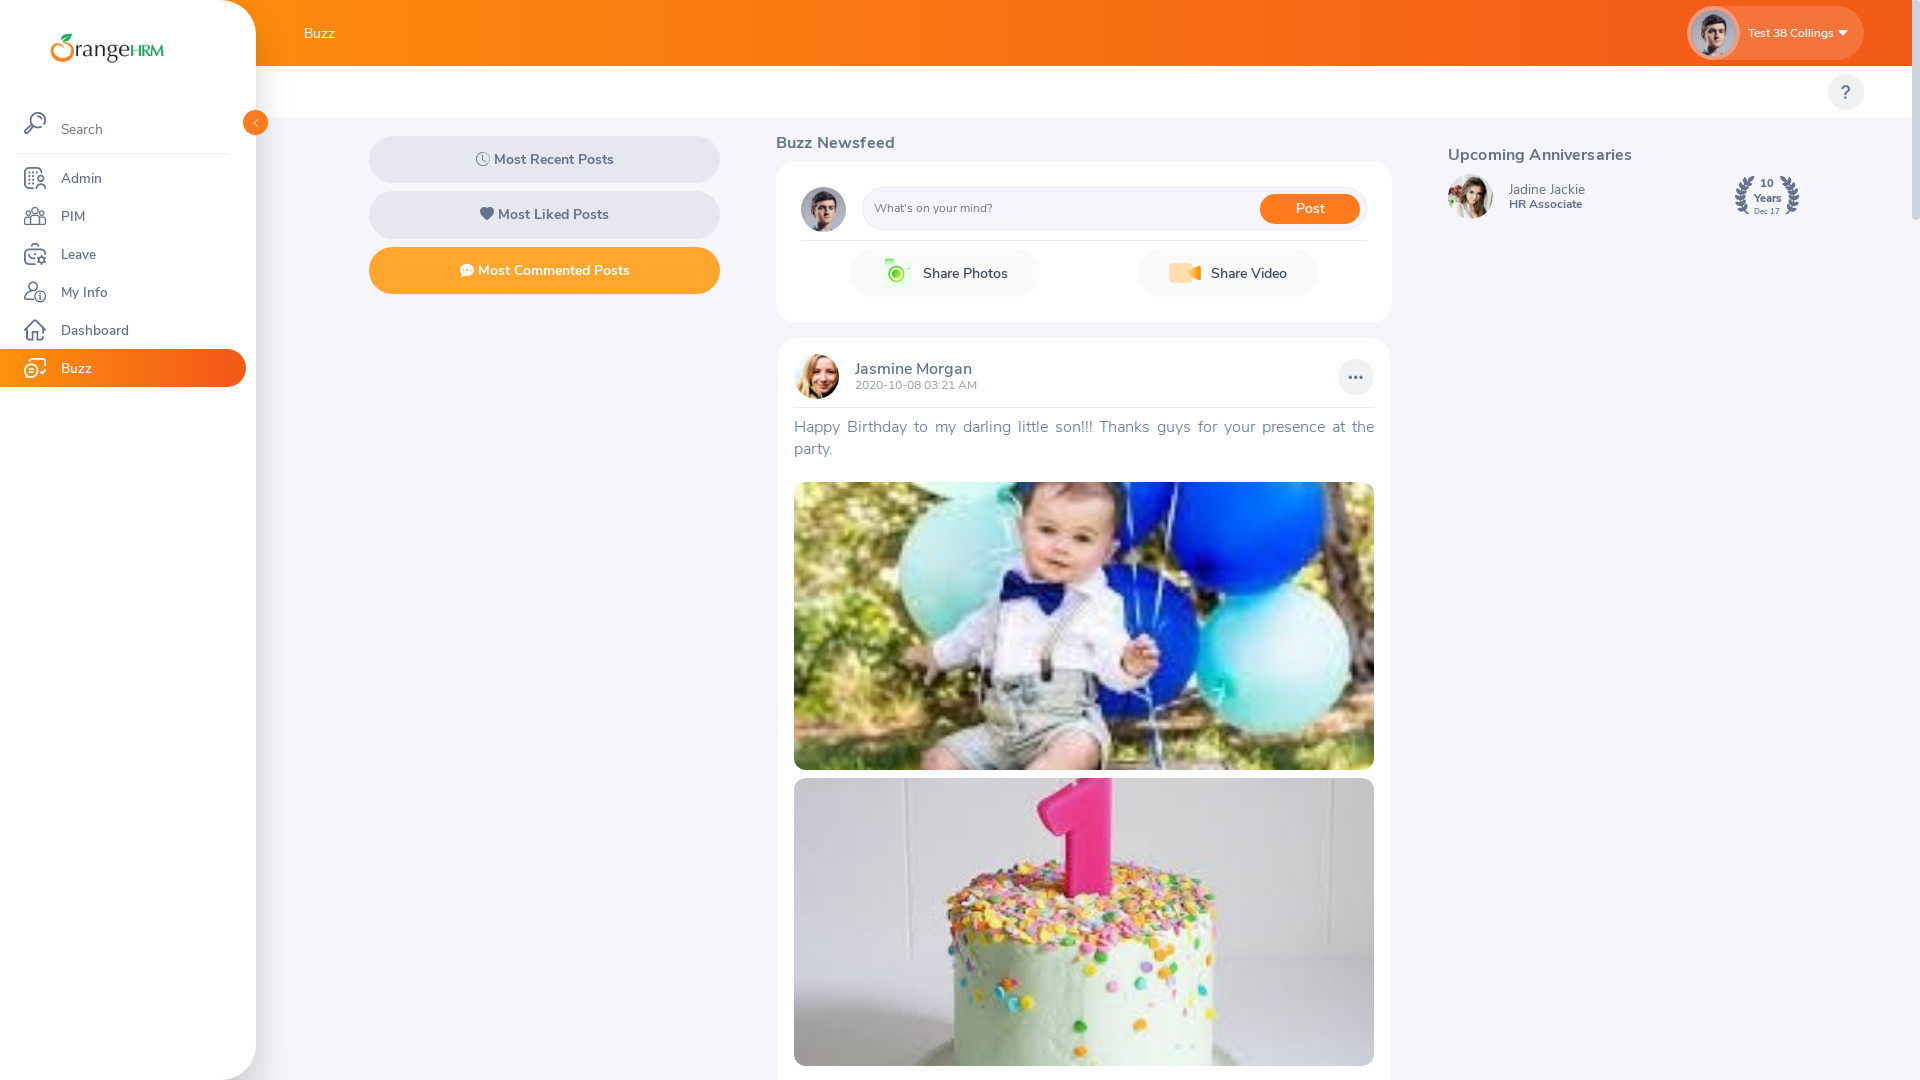 OrangeHRM
Search
Admin
PIM
Leave
My Info
Dashboard
Buzz
Buzz
Test 38 Collings
?
Most Recent Posts
Most Liked Posts
Most Commented Posts
Buzz Newsfeed
What's on your mind?
Post
Share Photos
Share Video
Jasmine Morgan
2020-10-08 03:21 AM
Happy Birthday to my darling little son!!! Thanks guys for your presence at the
party.
1
Upcoming Anniversaries
Jadine Jackie
HR Associate
10
Years
Dec 17